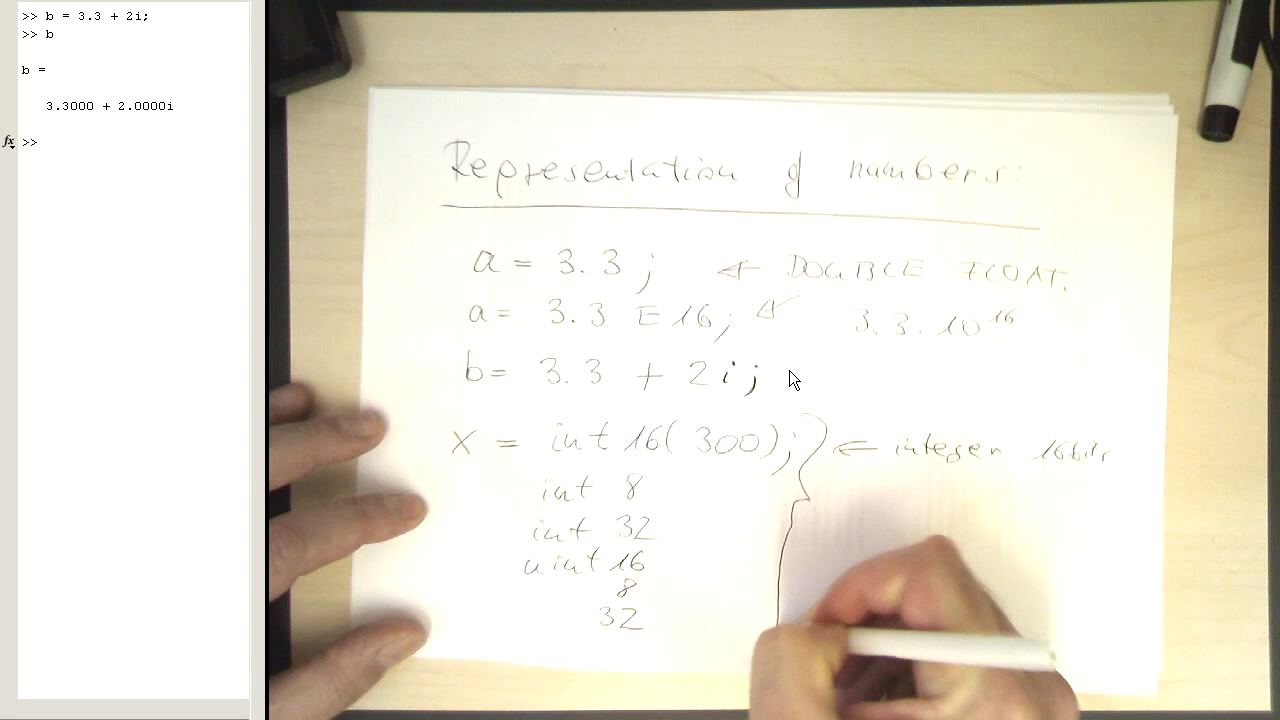 >> b = 3.3 + 2i;
>> b
b =
3.3000 + 2.0000i
fx >>
Representation of numbers:
a = 3.3 ; ← DOUBLE FLOAT.
a = 3.3 E16; ← 3.3.10^16
b = 3.3 + 2i;
x = int16(300); } ← integer 16bit,
int 8
int 32
uint 16
8
32